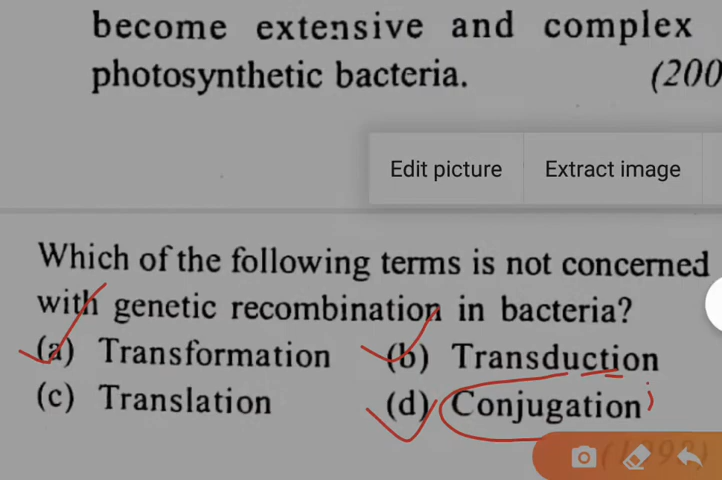 become extensive and complex
photosynthetic bacteria. (200
Edit picture Extract image
Which of the following terms is not concerned
with genetic recombination in bacteria?
(a) Transformation (b) Transduction
(c) Translation (d) Conjugation